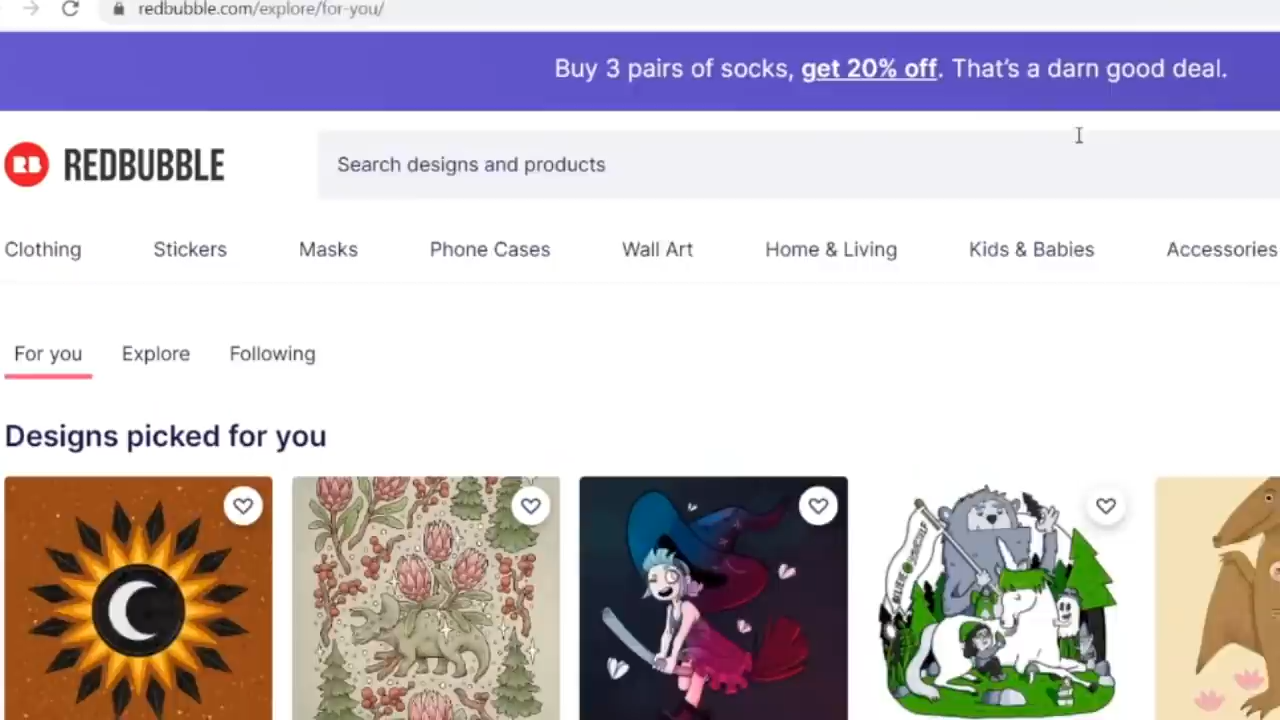 redbubble.com/explore/for-you/
Buy 3 pairs of socks, get 20% off. That's a darn good deal.
RB REDBUBBLE
Search designs and products
Clothing Stickers Masks Phone Cases Wall Art Home & Living Kids & Babies Accessories
For you Explore Following
Designs picked for you